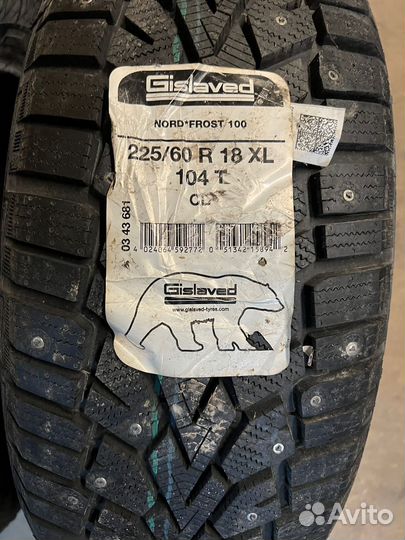 Gislaved
NORD*FROST 100
225/60 R 18 XL
104 T
03 43 681
Gislaved
www.gislaved-tyres.com
Avito